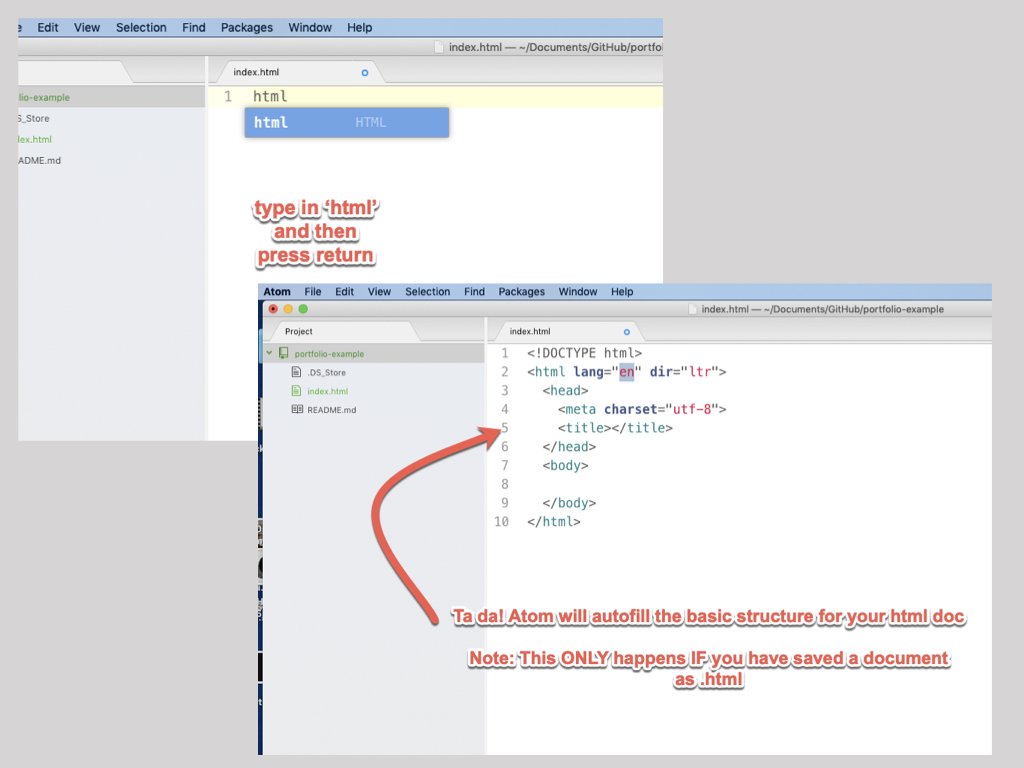 e Edit View Selection Find Packages Window Help
index.html — ~/Documents/GitHub/portfol
index.html
lio-example
S_Store
ex.html
ADME.md
1 html
html HTML
type in ‘html’
and then
press return
Atom File Edit View Selection Find Packages Window Help
index.html — ~/Documents/GitHub/portfolio-example
Project
portfolio-example
.DS_Store
index.html
README.md
index.html
1 <!DOCTYPE html>
2 <html lang="en" dir="ltr">
3 <head>
4 <meta charset="utf-8">
5 <title></title>
6 </head>
7 <body>
8
9 </body>
10 </html>
Ta da! Atom will autofill the basic structure for your html doc
Note: This ONLY happens IF you have saved a document
as .html